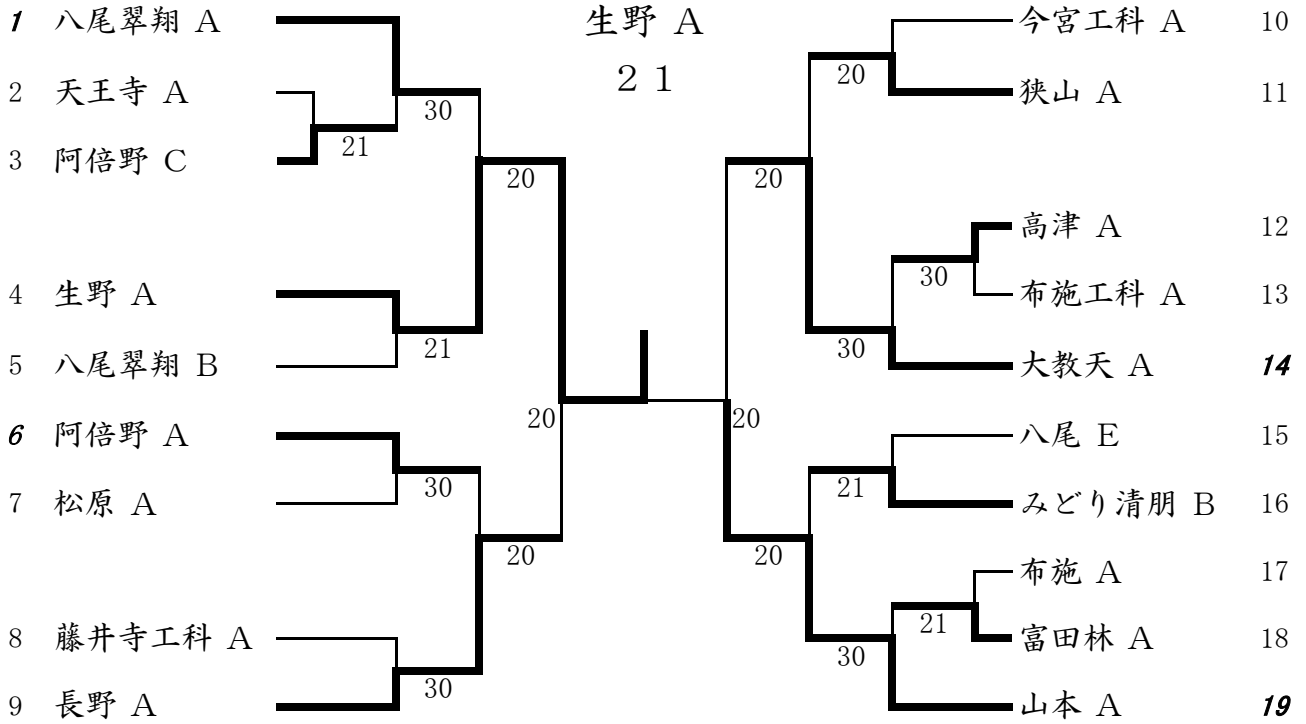 生野 A
２１
1 八尾翠翔 A
2 天王寺 A
3 阿倍野 C
4 生野 A
5 八尾翠翔 B
6 阿倍野 A
7 松原 A
8 藤井寺工科 A
9 長野 A
30
21
20
21
20
30
20
30
今宮工科 A 10
狭山 A 11
高津 A 12
布施工科 A 13
大教天 A 14
八尾 E 15
みどり清朋 B 16
布施 A 17
富田林 A 18
山本 A 19
20
20
30
30
20
21
20
21
30